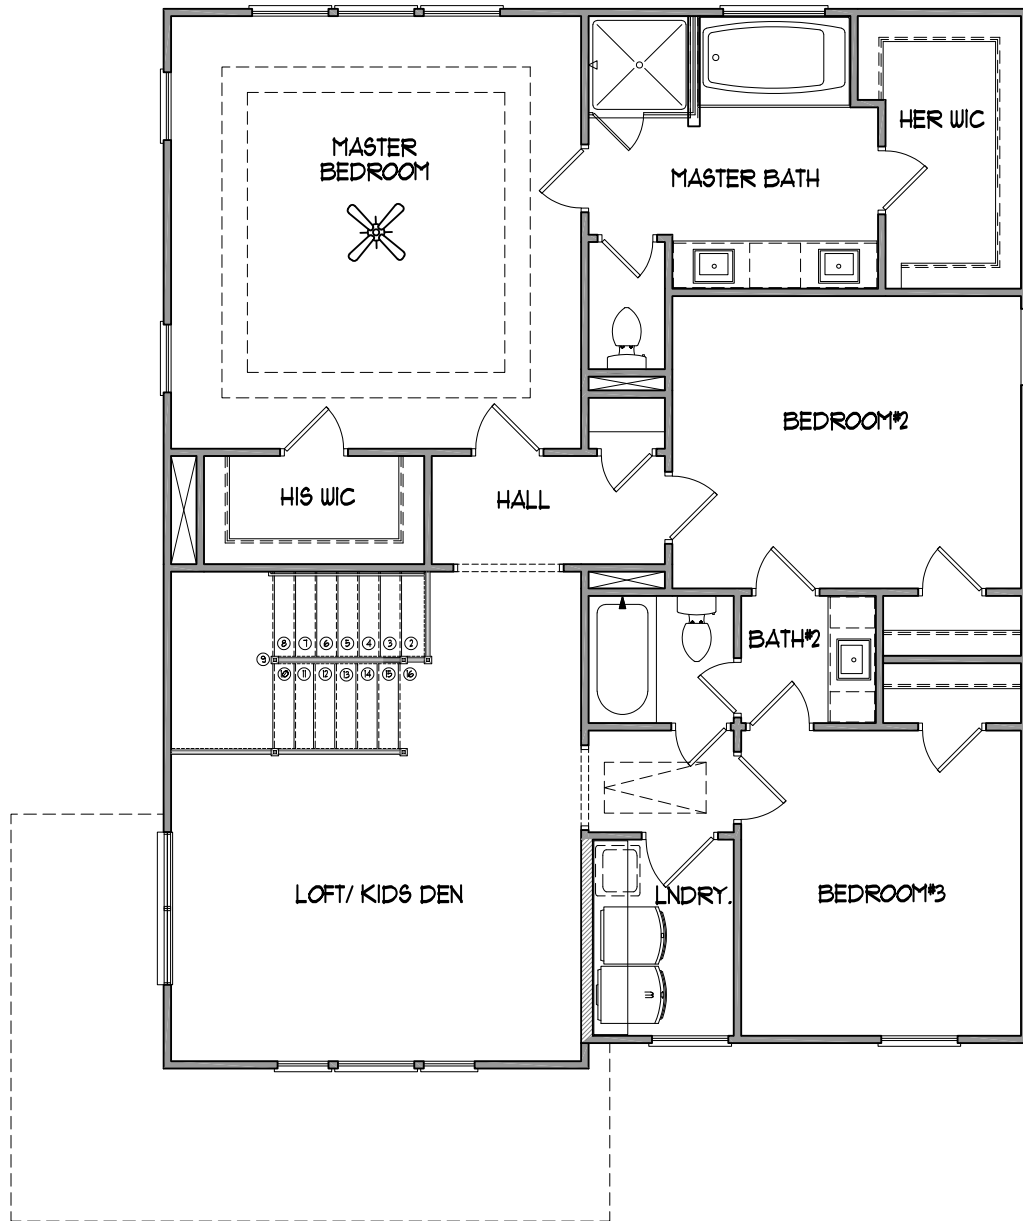 HER WIC
MASTER
BEDROOM
MASTER BATH
BEDROOM#2
HIS WIC
HALL
8 7 6 5 4 3 2
9
10 11 12 13 14 15 16
BATH#2
LOFT/ KIDS DEN
LNDRY.
BEDROOM#3
W